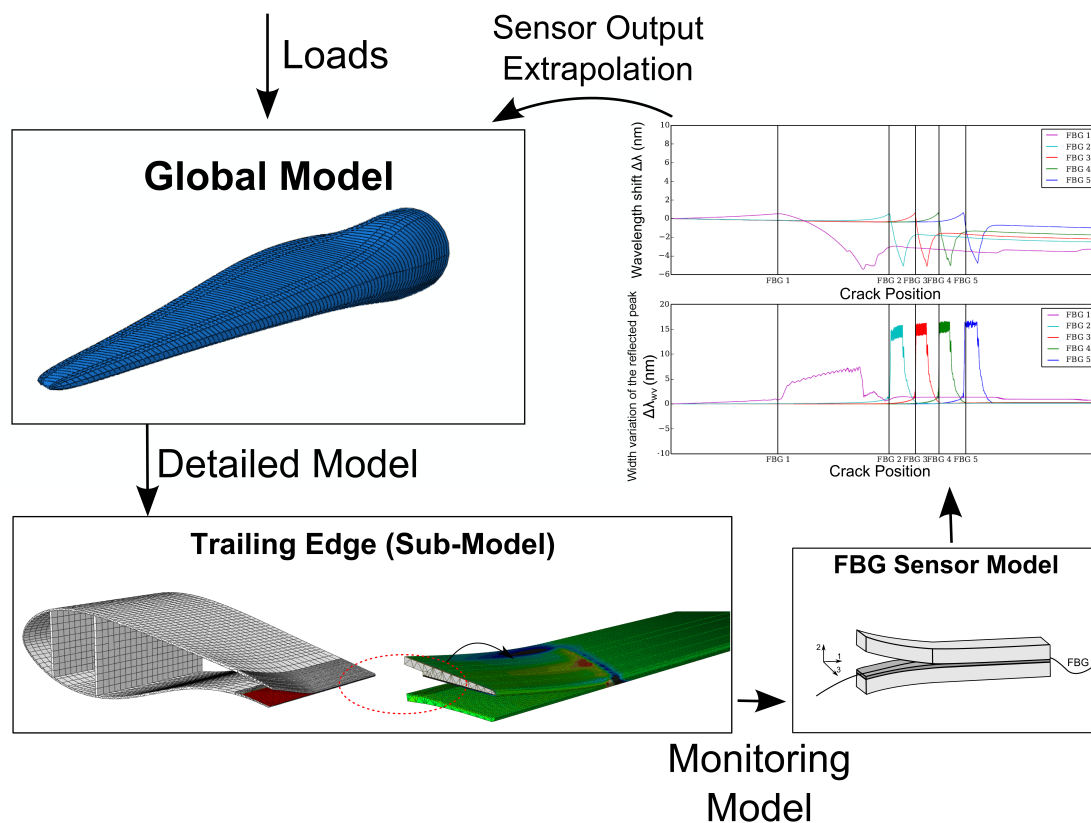 Loads
Sensor Output
Extrapolation
Global Model
Wavelength shift Δλ (nm)
10
8
6
4
2
0
−2
−4
−6
FBG 1
FBG 2
FBG 3
FBG 4
FBG 5
FBG 1
FBG 2
FBG 3
FBG 4
FBG 5
Crack Position
Width variation of the reflected peak
Δλwv (nm)
20
15
10
5
0
−5
-10
FBG 1
FBG 2
FBG 3
FBG 4
FBG 5
FBG 1
FBG 2
FBG 3
FBG 4
FBG 5
Crack Position
Detailed Model
Trailing Edge (Sub-Model)
FBG Sensor Model
2
1
3
FBG
Monitoring
Model